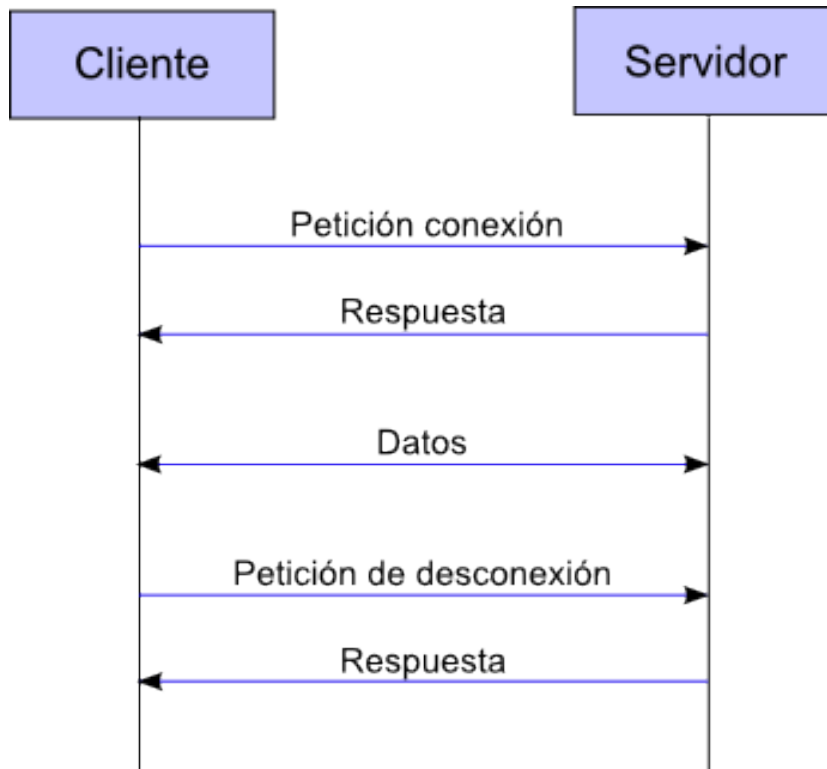 Cliente
Servidor
Petición conexión
Respuesta
Datos
Petición de desconexión
Respuesta